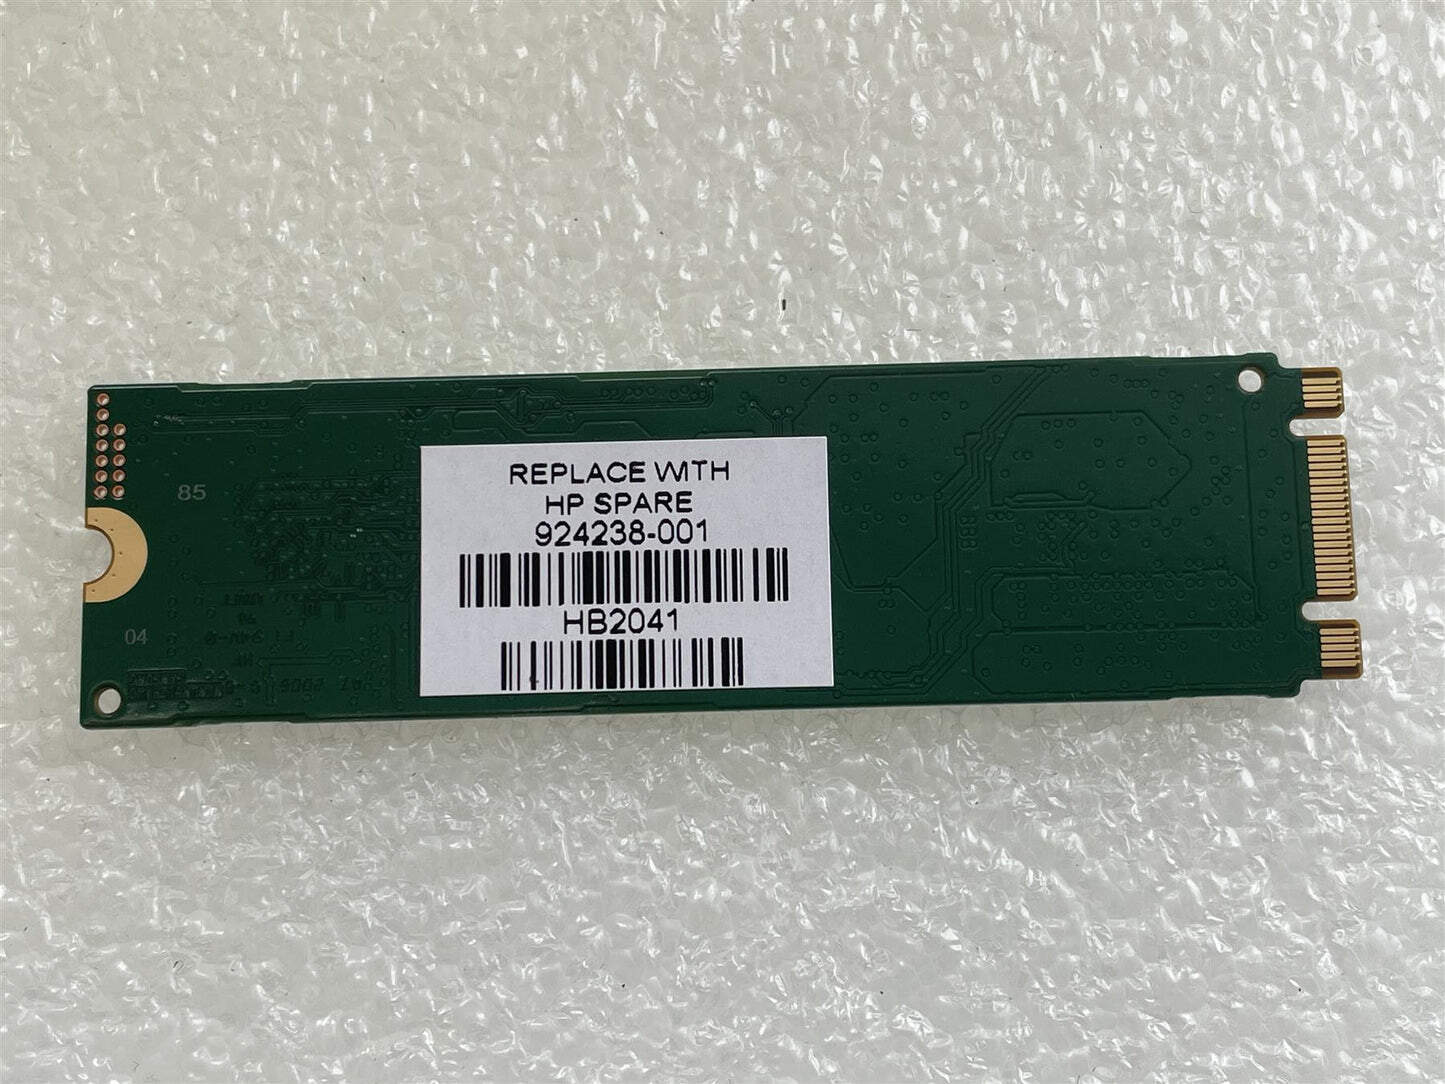 85
REPLACE WITH
HP SPARE
924238-001
HB2041
04